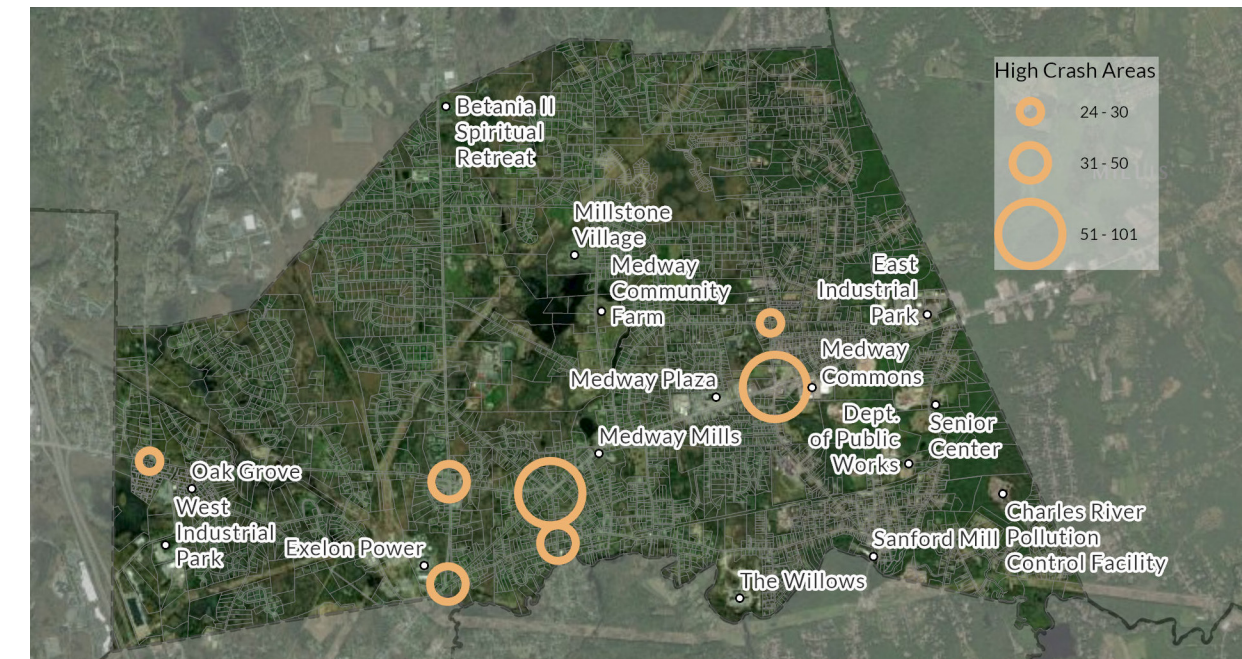 High Crash Areas
24 - 30
31 - 50
51 - 101
Betania II
Spiritual
Retreat
Millstone
Village
Medway
Community
Farm
East
Industrial
Park
Medway
Commons
Medway Plaza
Dept.
of Public
Works
Senior
Center
Medway Mills
Oak Grove
West
Industrial
Park
Exelon Power
Charles River
Pollution
Control Facility
Sanford Mill
The Willows